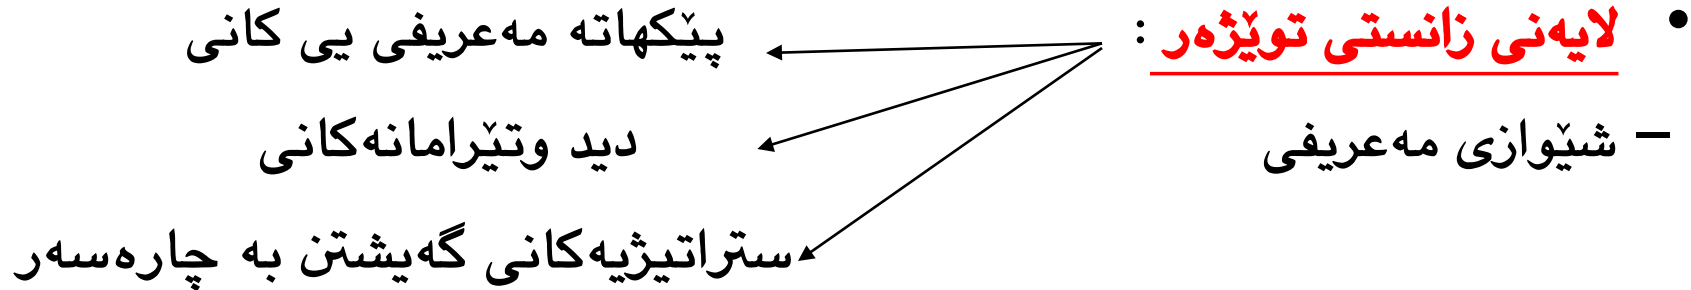 • لایەنی زانستی توێژەر : پێکهاتە مەعریفی یی کانی
– شێوازی مەعریفی دید وتێرامانەکانی
ستراتیژیەکانی گەیشتن بە چارەسەر